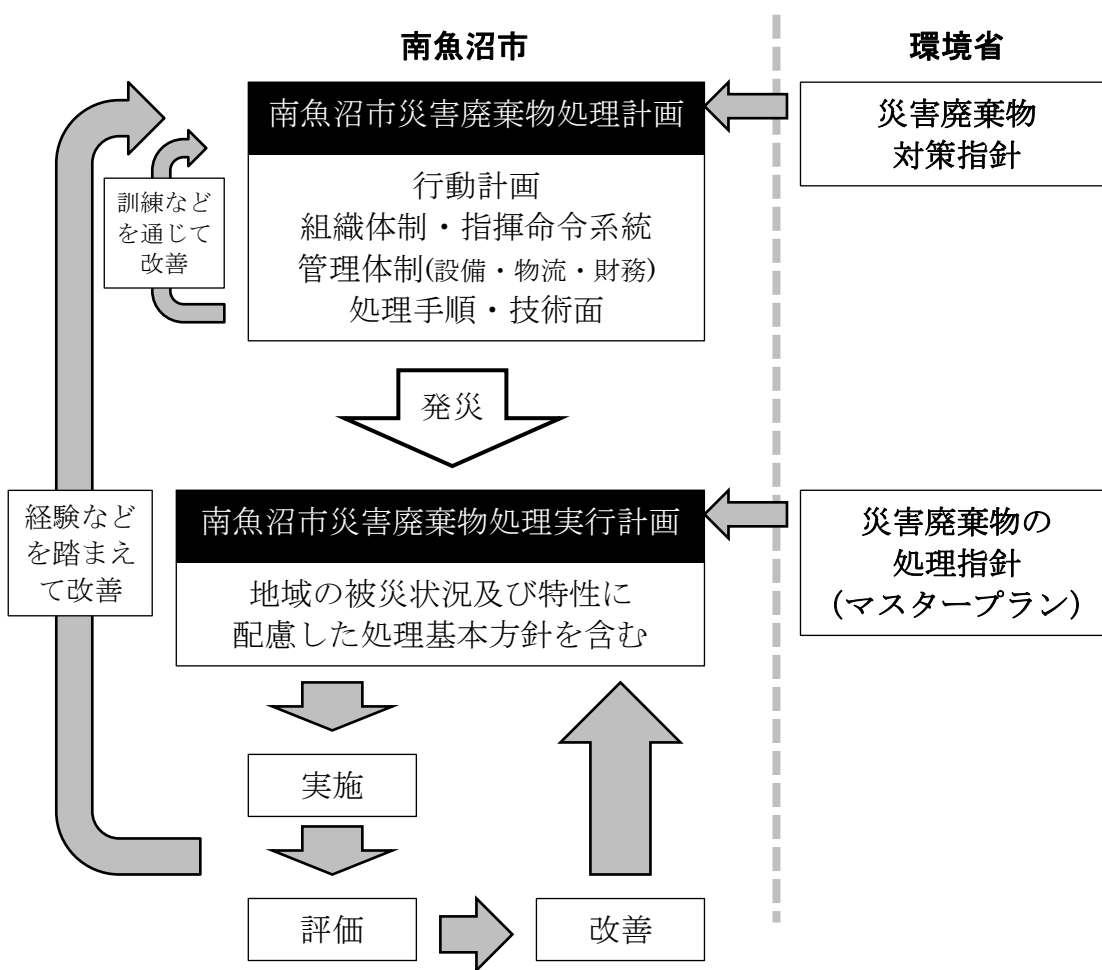 南魚沼市
環境省
南魚沼市災害廃棄物処理計画
災害廃棄物
対策指針
行動計画
組織体制・指揮命令系統
管理体制(設備・物流・財務)
処理手順・技術面
訓練など
を通じて
改善
発災
経験など
を踏まえ
て改善
南魚沼市災害廃棄物処理実行計画
災害廃棄物の
処理指針
(マスタープラン)
地域の被災状況及び特性に
配慮した処理基本方針を含む
実施
評価
改善